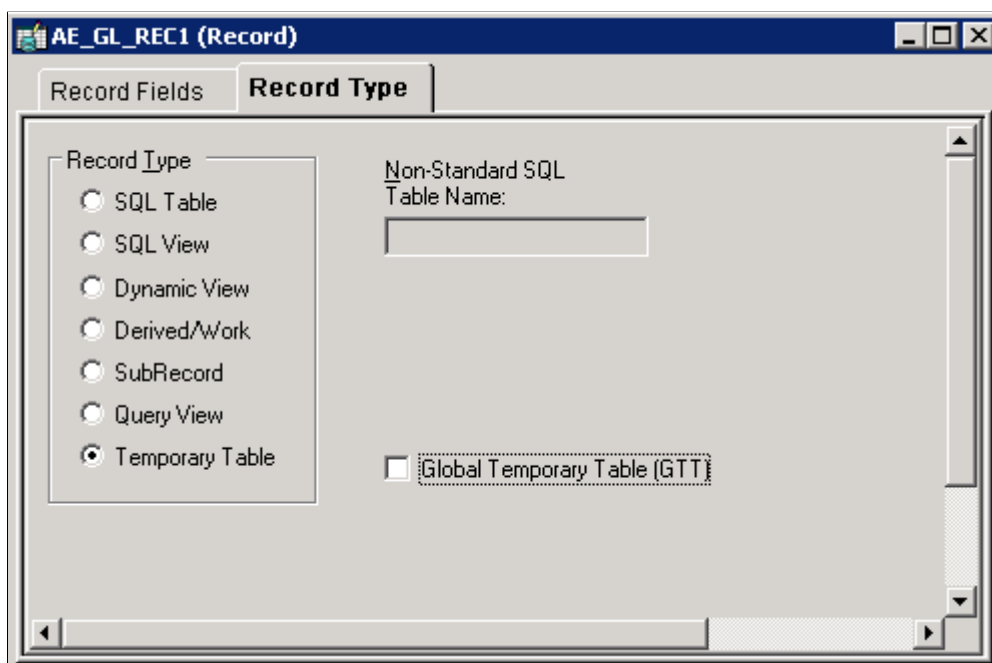 AE_GL_REC1 (Record)
Record Fields
Record Type
Record Type
SQL Table
SQL View
Dynamic View
Derived/Work
SubRecord
Query View
Temporary Table
Non-Standard SQL
Table Name:
Global Temporary Table (GTT)